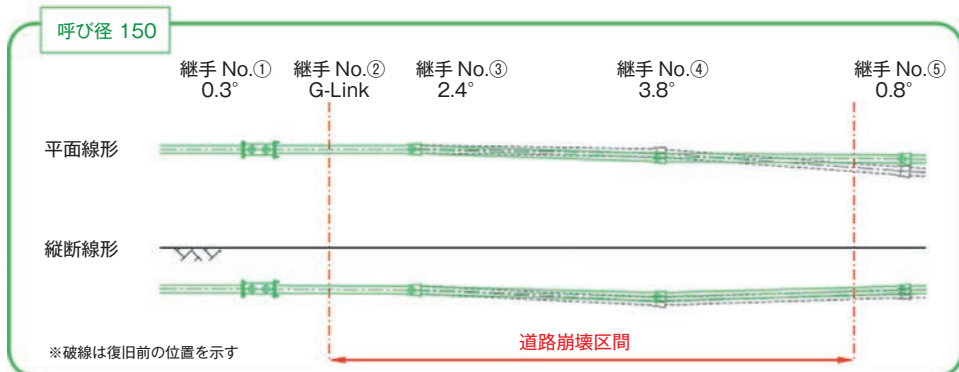 呼び径 150
継手 No.① 継手 No.② 継手 No.③ 継手 No.④ 継手 No.⑤
0.3° G-Link 2.4° 3.8° 0.8°
平面線形
縦断線形
道路崩壊区間
※破線は復旧前の位置を示す